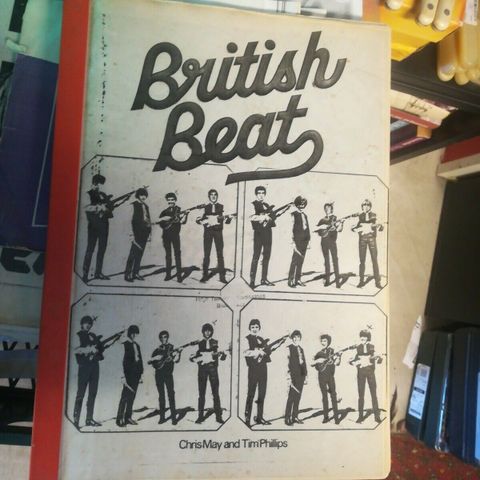 British
Beat
Chris May and Tim Phillips